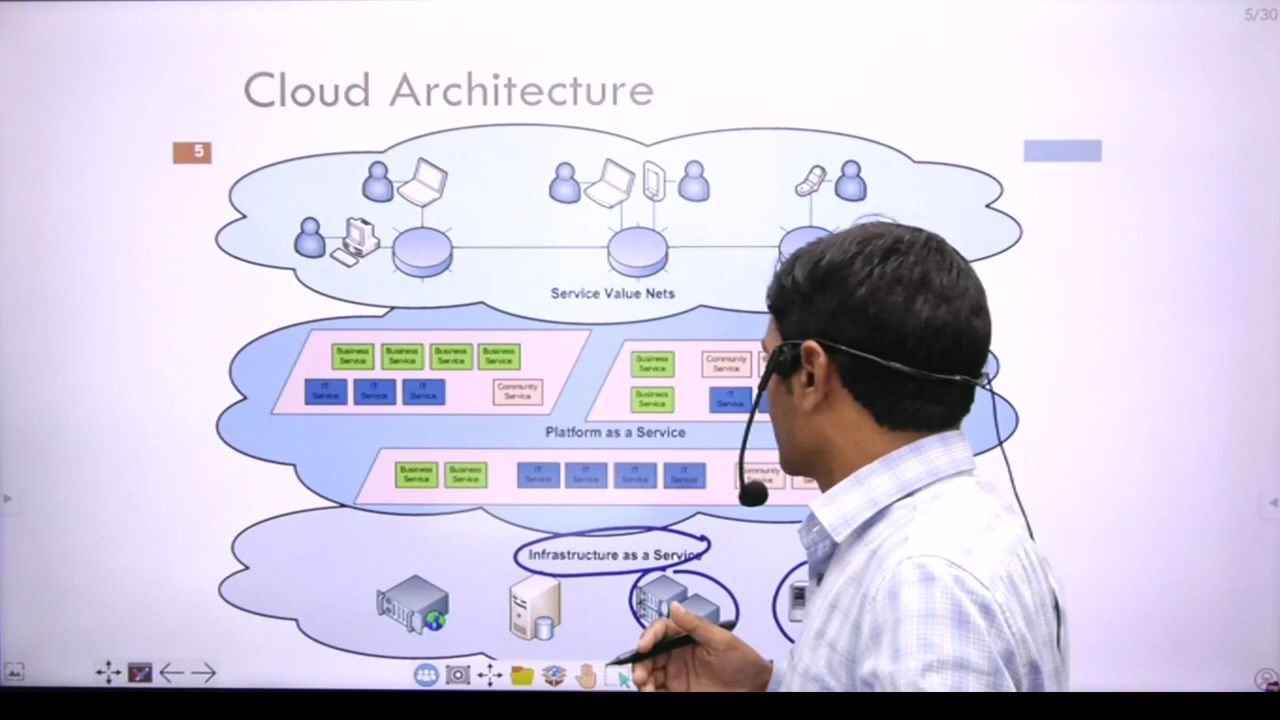 5/30
Cloud Architecture
5
Service Value Nets
Business Service Business Service Business Service Business Service
IT Service IT Service IT Service Community Service
Business Service Community Service
Business Service IT Service
Platform as a Service
Business Service Business Service IT Service IT Service IT Service IT Service Community Service
Infrastructure as a Service